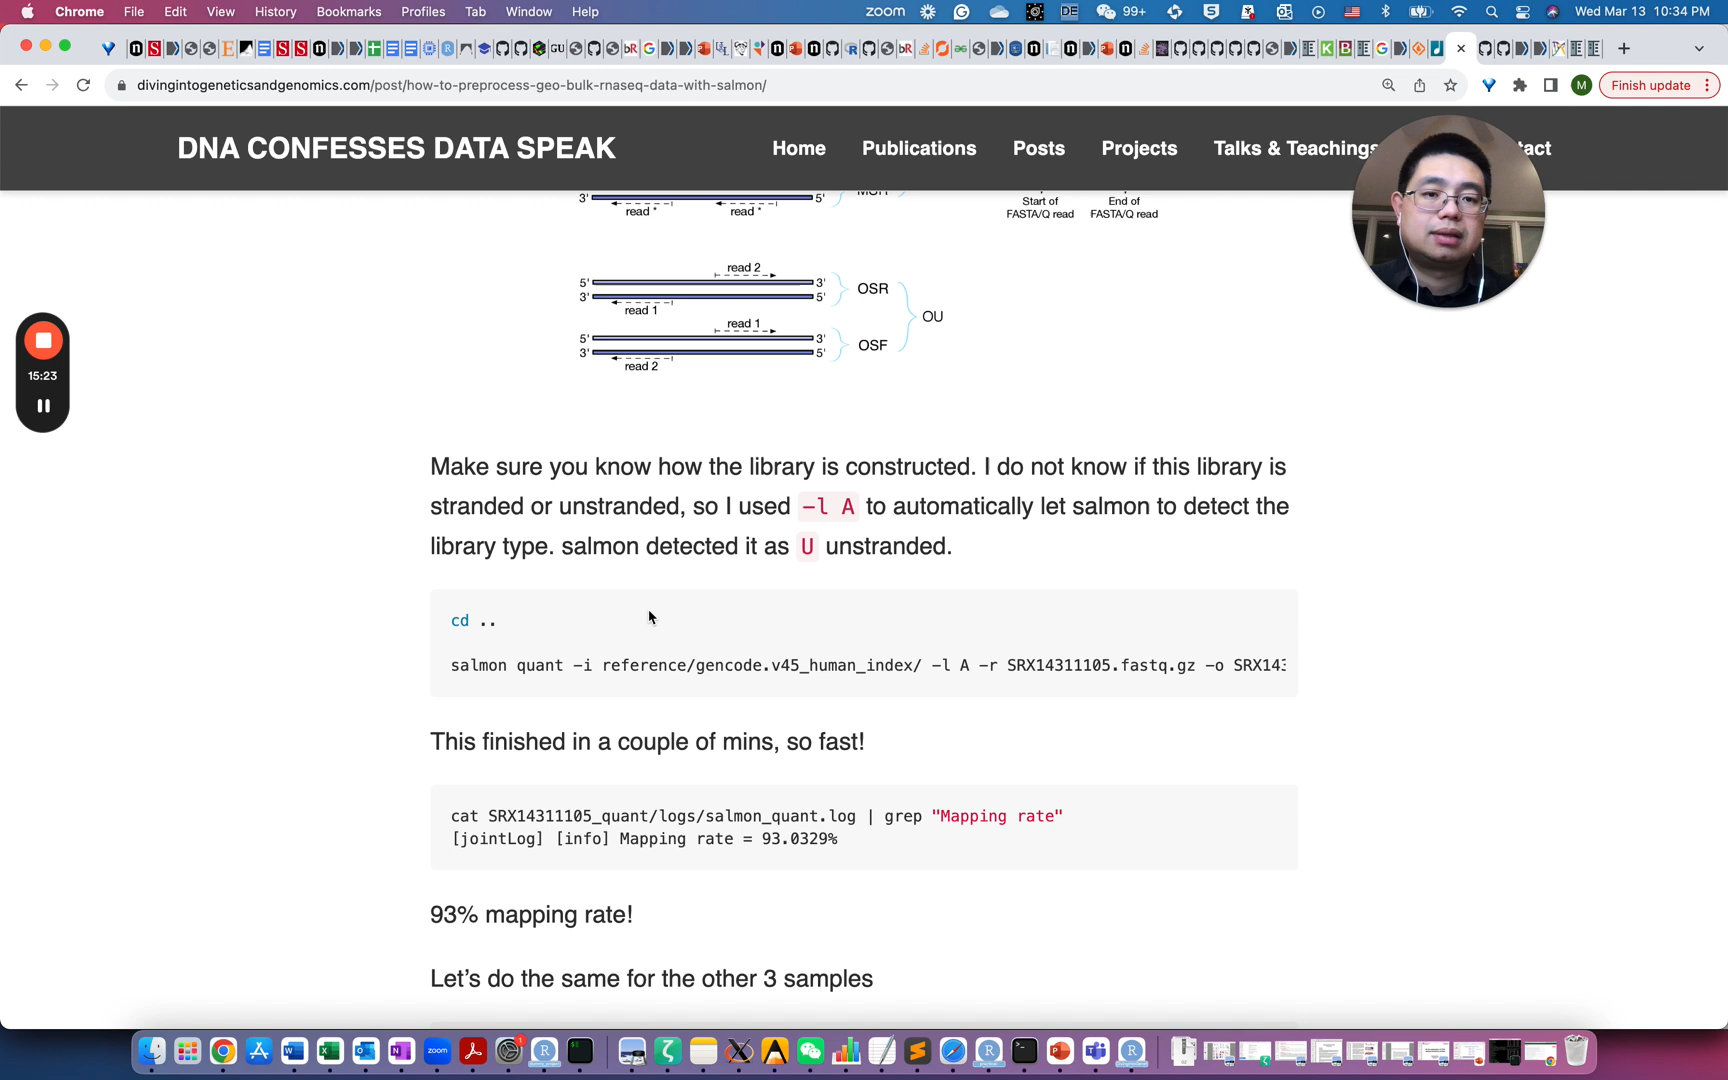 Chrome File Edit View History Bookmarks Profiles Tab Window Help
zoom
DE
99+
Wed Mar 13 10:34 PM
divingintogeneticsandgenomics.com/post/how-to-preprocess-geo-bulk-rnaseq-data-with-salmon/
M
Finish update
DNA CONFESSES DATA SPEAK
Home Publications Posts Projects Talks & Teachings
3' 5'
read * read *
Start of
FASTA/Q read
End of
FASTA/Q read
read 2
5' 3'
3' 5'
OSR
read 1
OU
read 1
5' 3'
3' 5'
OSF
read 2
15:23
Make sure you know how the library is constructed. I do not know if this library is
stranded or unstranded, so I used -l A to automatically let salmon to detect the
library type. salmon detected it as U unstranded.
cd ..
salmon quant -i reference/gencode.v45_human_index/ -l A -r SRX14311105.fastq.gz -o SRX143
This finished in a couple of mins, so fast!
cat SRX14311105_quant/logs/salmon_quant.log | grep "Mapping rate"
[jointLog] [info] Mapping rate = 93.0329%
93% mapping rate!
Let's do the same for the other 3 samples
zoom